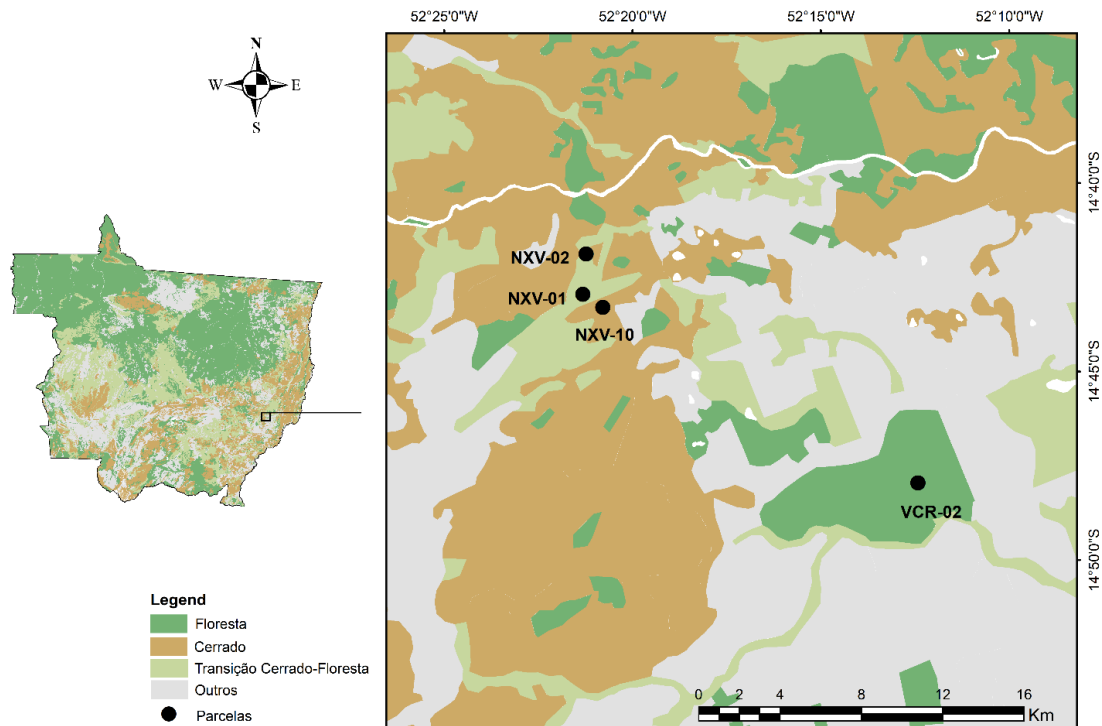 52°25'0"W
52°20'0"W
52°15'0"W
52°10'0"W
N
W
E
S
14°40'0"S
14°45'0"S
14°50'0"S
NXV-02
NXV-01
NXV-10
VCR-02
Legend
Floresta
Cerrado
Transição Cerrado-Floresta
Outros
Parcelas
0 2 4 8 12 16
Km